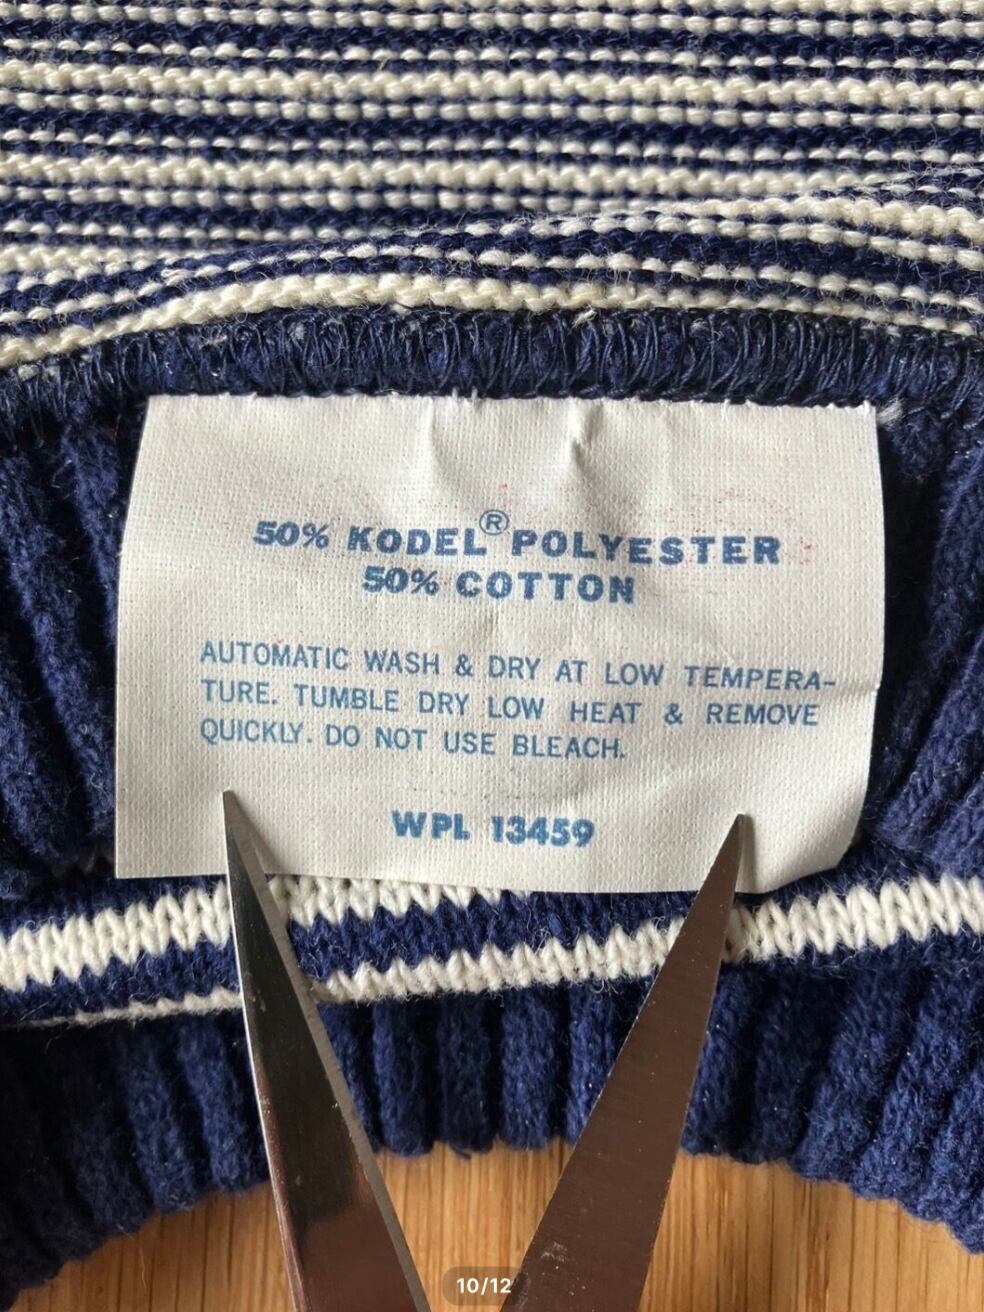 50% KODEL® POLYESTER
50% COTTON
AUTOMATIC WASH & DRY AT LOW TEMPERA-
TURE. TUMBLE DRY LOW HEAT & REMOVE
QUICKLY. DO NOT USE BLEACH.
WPL 13459
10/12